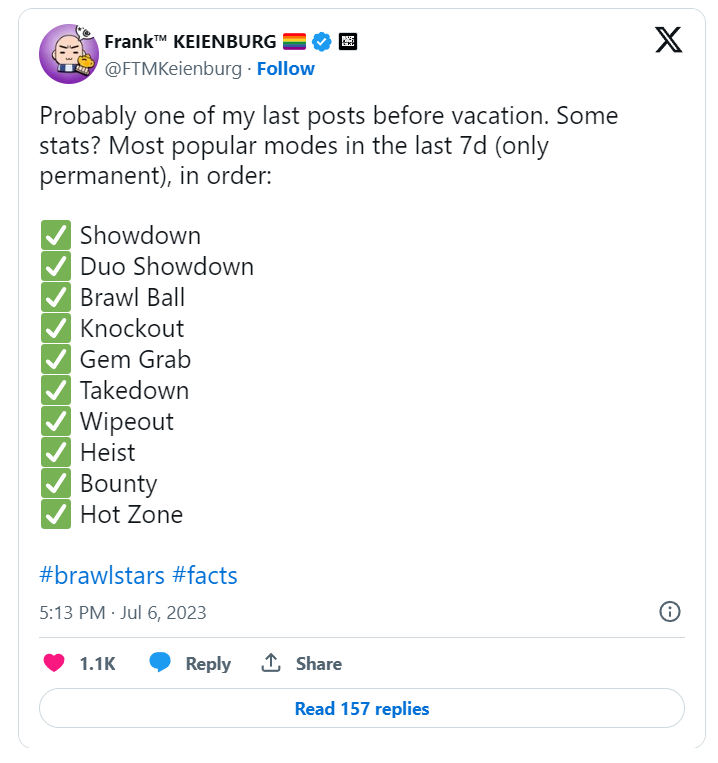 Frank™ KEIENBURG 🏳️‍🌈
@FTMKeienburg · Follow
Probably one of my last posts before vacation. Some
stats? Most popular modes in the last 7d (only
permanent), in order:
✅ Showdown
✅ Duo Showdown
✅ Brawl Ball
✅ Knockout
✅ Gem Grab
✅ Takedown
✅ Wipeout
✅ Heist
✅ Bounty
✅ Hot Zone
#brawlstars #facts
5:13 PM · Jul 6, 2023
1.1K Reply Share
Read 157 replies